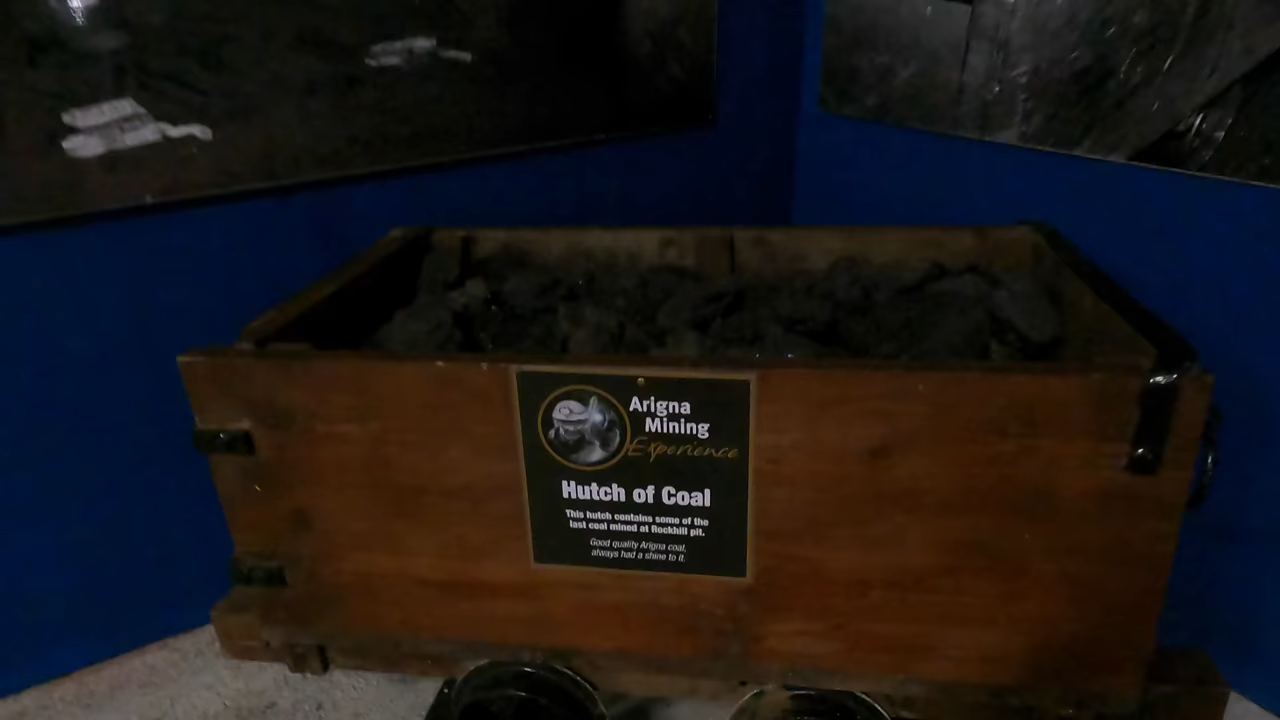 Arigna
Mining
Experience
Hutch of Coal
This hutch contains some of the
last coal mined at Rockhill pit.
Good quality Arigna coal,
always had a shine to it.